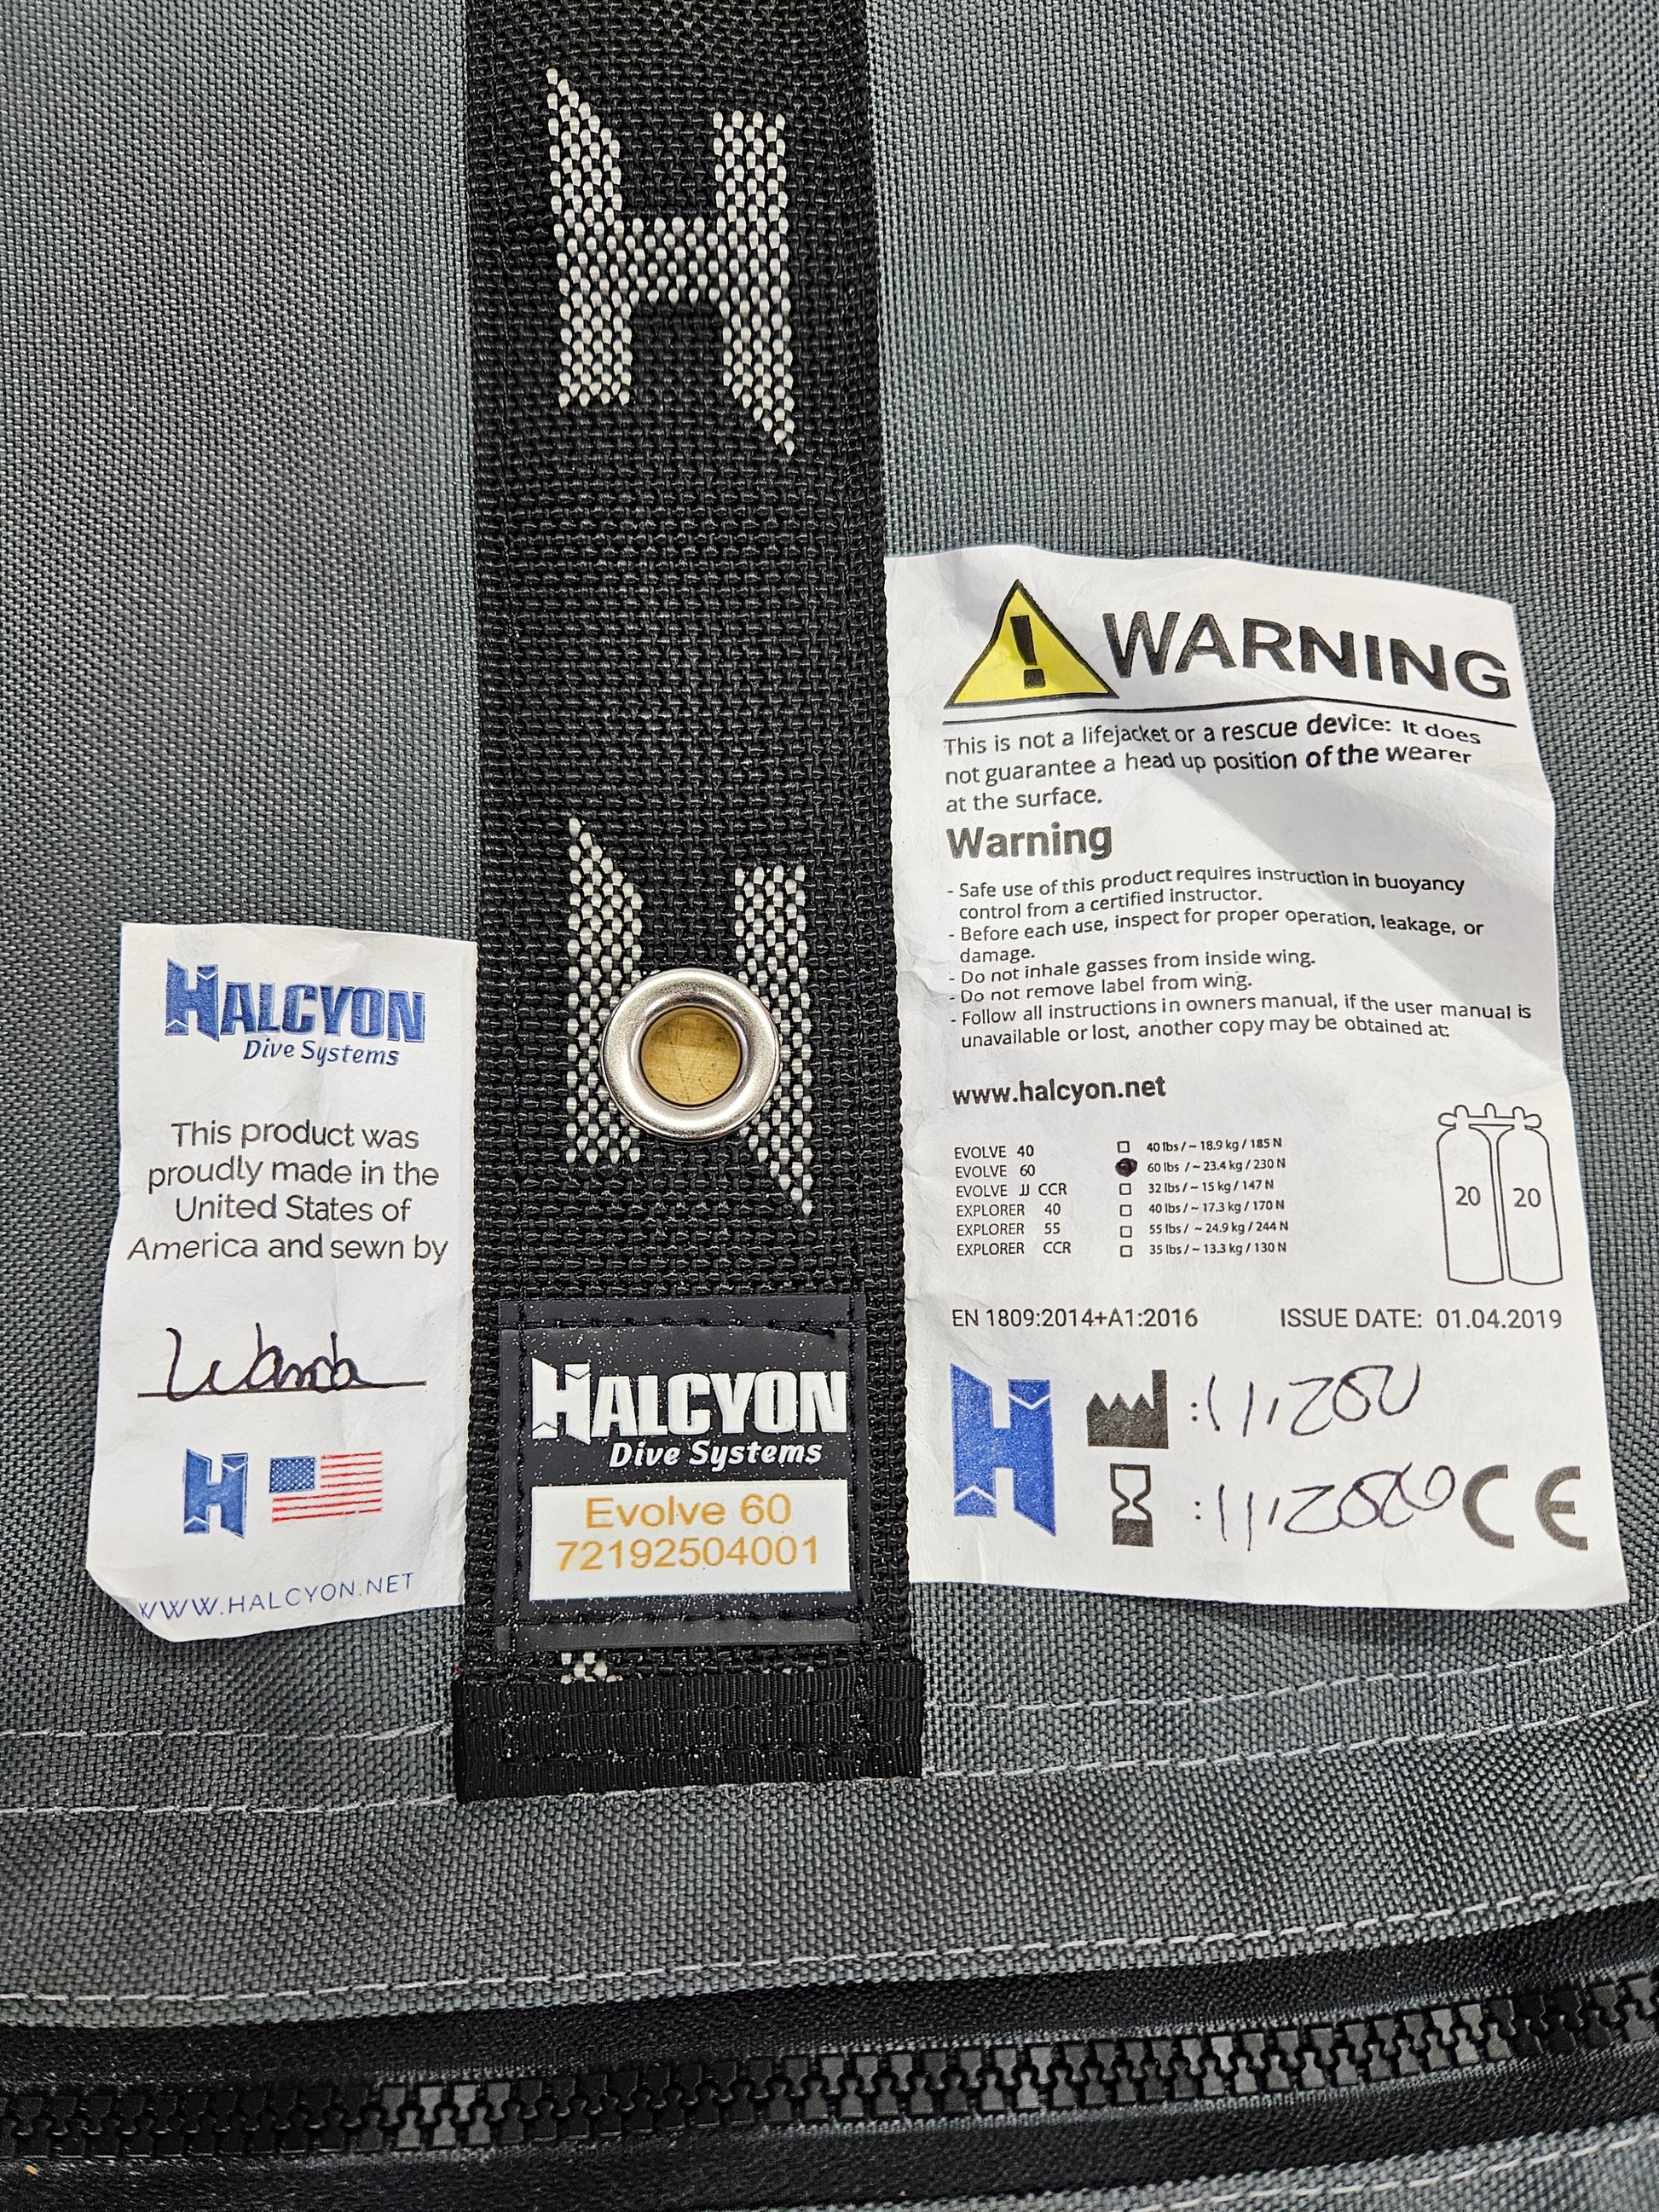 H
WARNING
This is not a lifejacket or a rescue device: It does
not guarantee a head up position of the wearer
at the surface.
Warning
- Safe use of this product requires instruction in buoyancy
control from a certified instructor.
- Before each use, inspect for proper operation, leakage, or
damage.
- Do not inhale gasses from inside wing.
- Do not remove label from wing.
- Follow all instructions in owners manual, if the user manual is
unavailable or lost, another copy may be obtained at:
www.halcyon.net
EVOLVE 40 40 lbs / ~ 18.9 kg / 185 N
EVOLVE 60 60 lbs / ~ 23.4 kg / 230 N
EVOLVE JJ CCR 32 lbs / ~ 15 kg / 147 N
EXPLORER 40 40 lbs / ~ 17.3 kg / 170 N
EXPLORER 55 55 lbs / ~ 24.9 kg / 244 N
EXPLORER CCR 35 lbs / ~ 13.3 kg / 130 N
20 20
EN 1809:2014+A1:2016 ISSUE DATE: 01.04.2019
H
CE
H
HALCYON
Dive Systems
This product was
proudly made in the
United States of
America and sewn by
Wanda
H
WWW.HALCYON.NET
HALCYON
Dive Systems
Evolve 60
72192504001